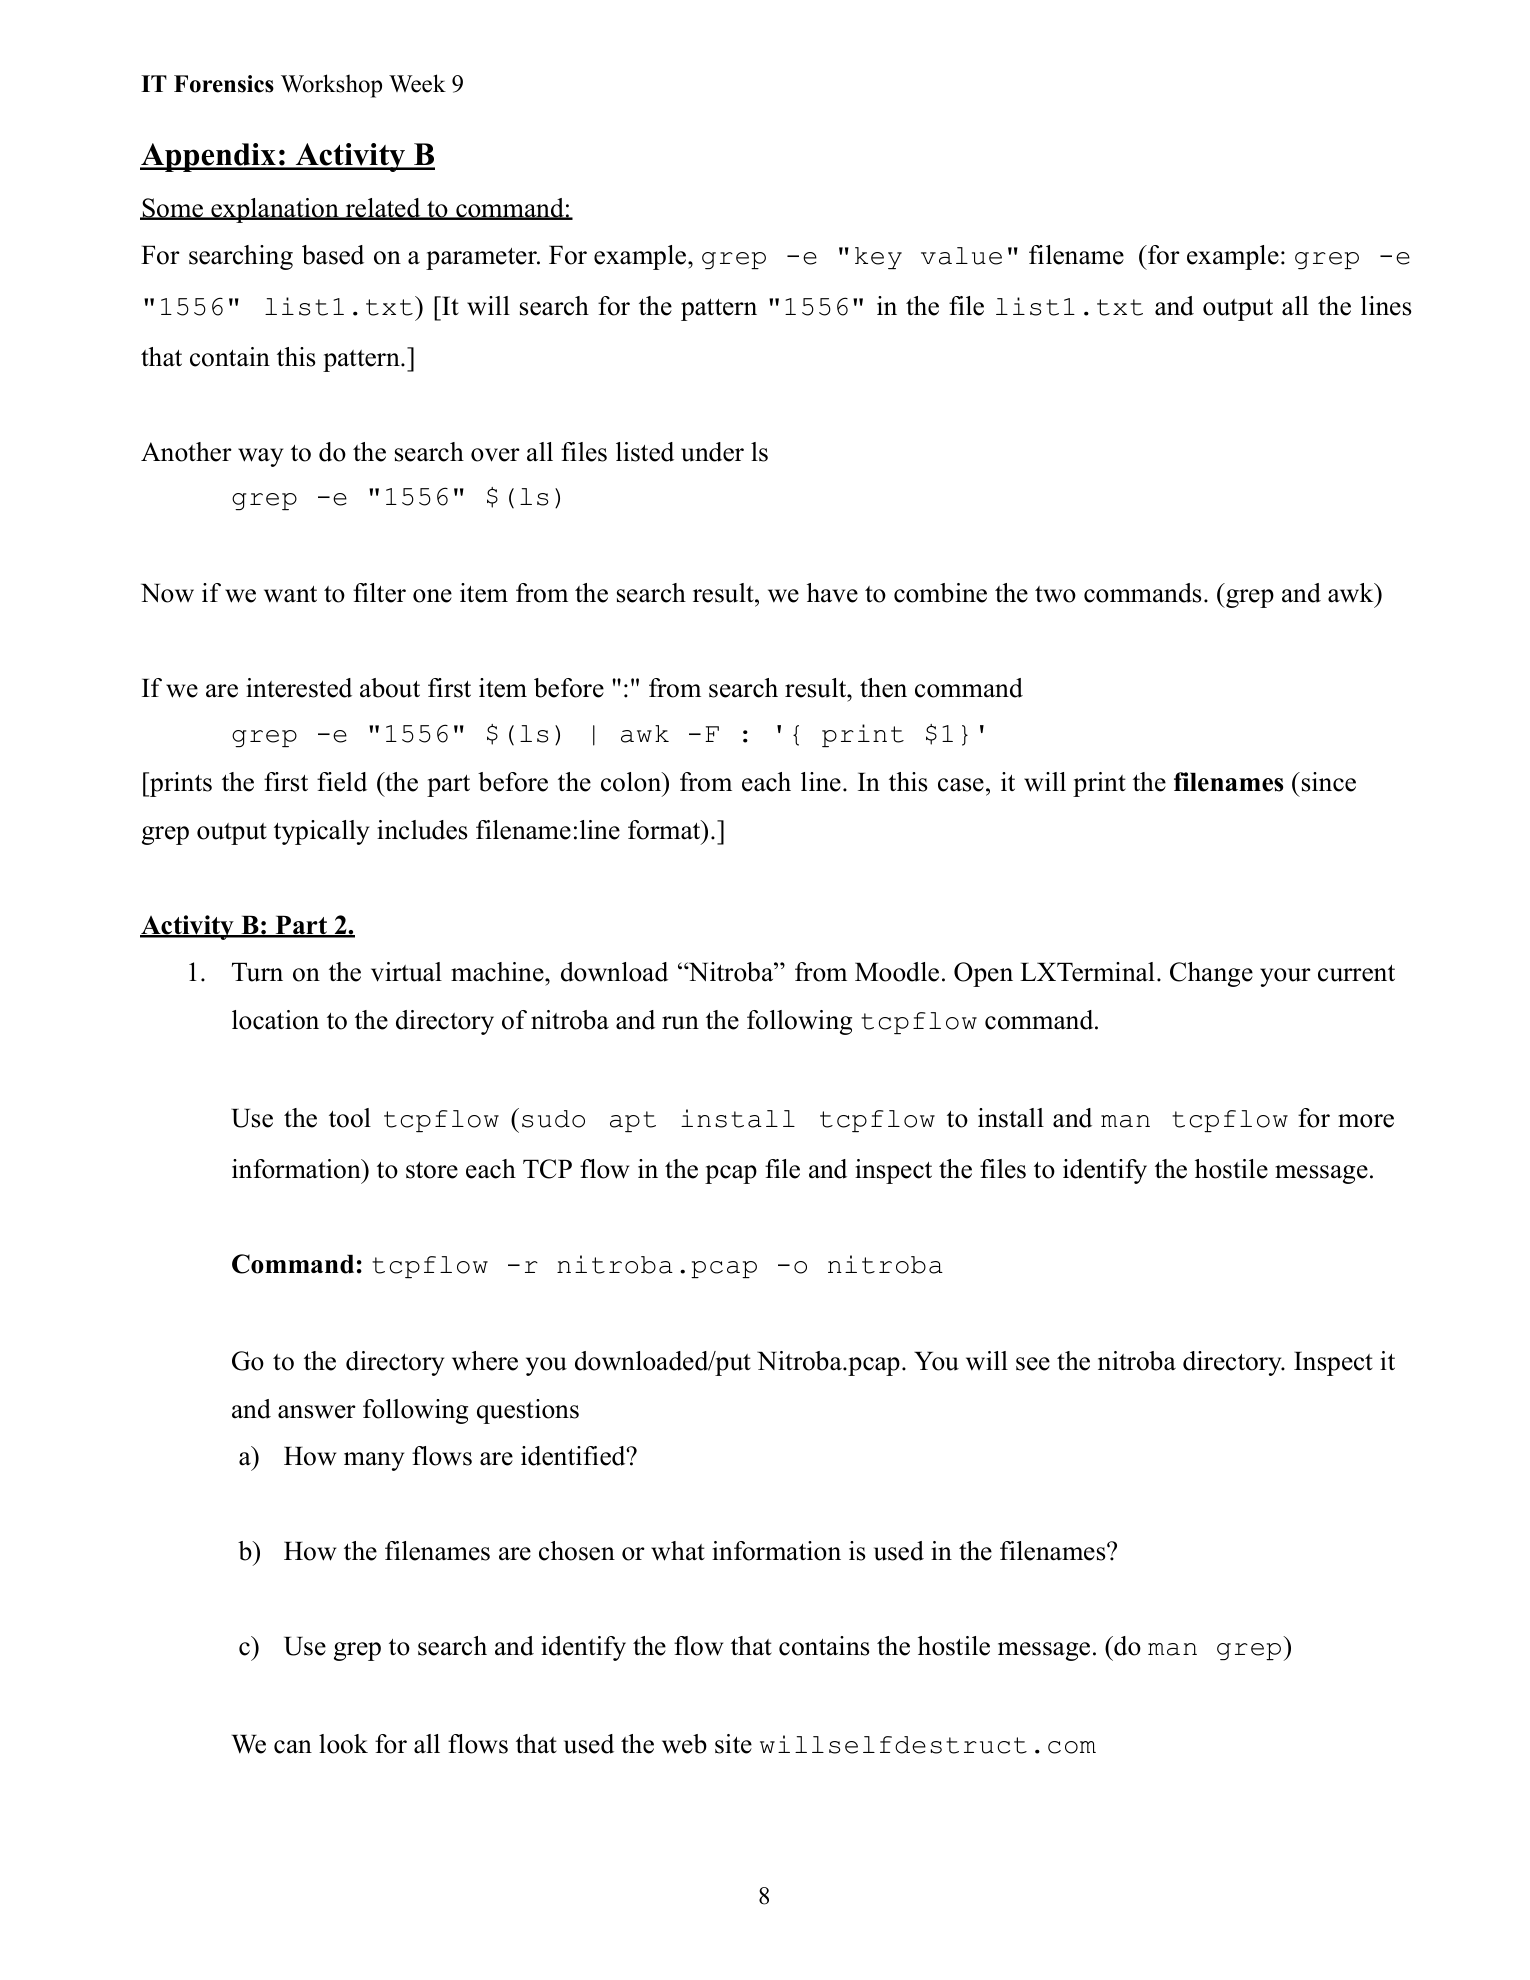 IT Forensics Workshop Week 9
Appendix: Activity B
Some explanation related to command:
For searching based on a parameter. For example, grep -e "key value" filename (for example: grep -e
"1556" list1.txt) [It will search for the pattern "1556" in the file list1.txt and output all the lines
that contain this pattern.]
Another way to do the search over all files listed under ls
grep -e "1556" $(ls)
Now if we want to filter one item from the search result, we have to combine the two commands. (grep and awk)
If we are interested about first item before ":" from search result, then command
grep -e "1556" $(ls) | awk -F : '{ print $1}'
[prints the first field (the part before the colon) from each line. In this case, it will print the filenames (since
grep output typically includes filename:line format).]
Activity B: Part 2.
1. Turn on the virtual machine, download “Nitroba” from Moodle. Open LXTerminal. Change your current
location to the directory of nitroba and run the following tcpflow command.
Use the tool tcpflow (sudo apt install tcpflow to install and man tcpflow for more
information) to store each TCP flow in the pcap file and inspect the files to identify the hostile message.
Command: tcpflow -r nitroba.pcap -o nitroba
Go to the directory where you downloaded/put Nitroba.pcap. You will see the nitroba directory. Inspect it
and answer following questions
a) How many flows are identified?
b) How the filenames are chosen or what information is used in the filenames?
c) Use grep to search and identify the flow that contains the hostile message. (do man grep)
We can look for all flows that used the web site willselfdestruct.com
8